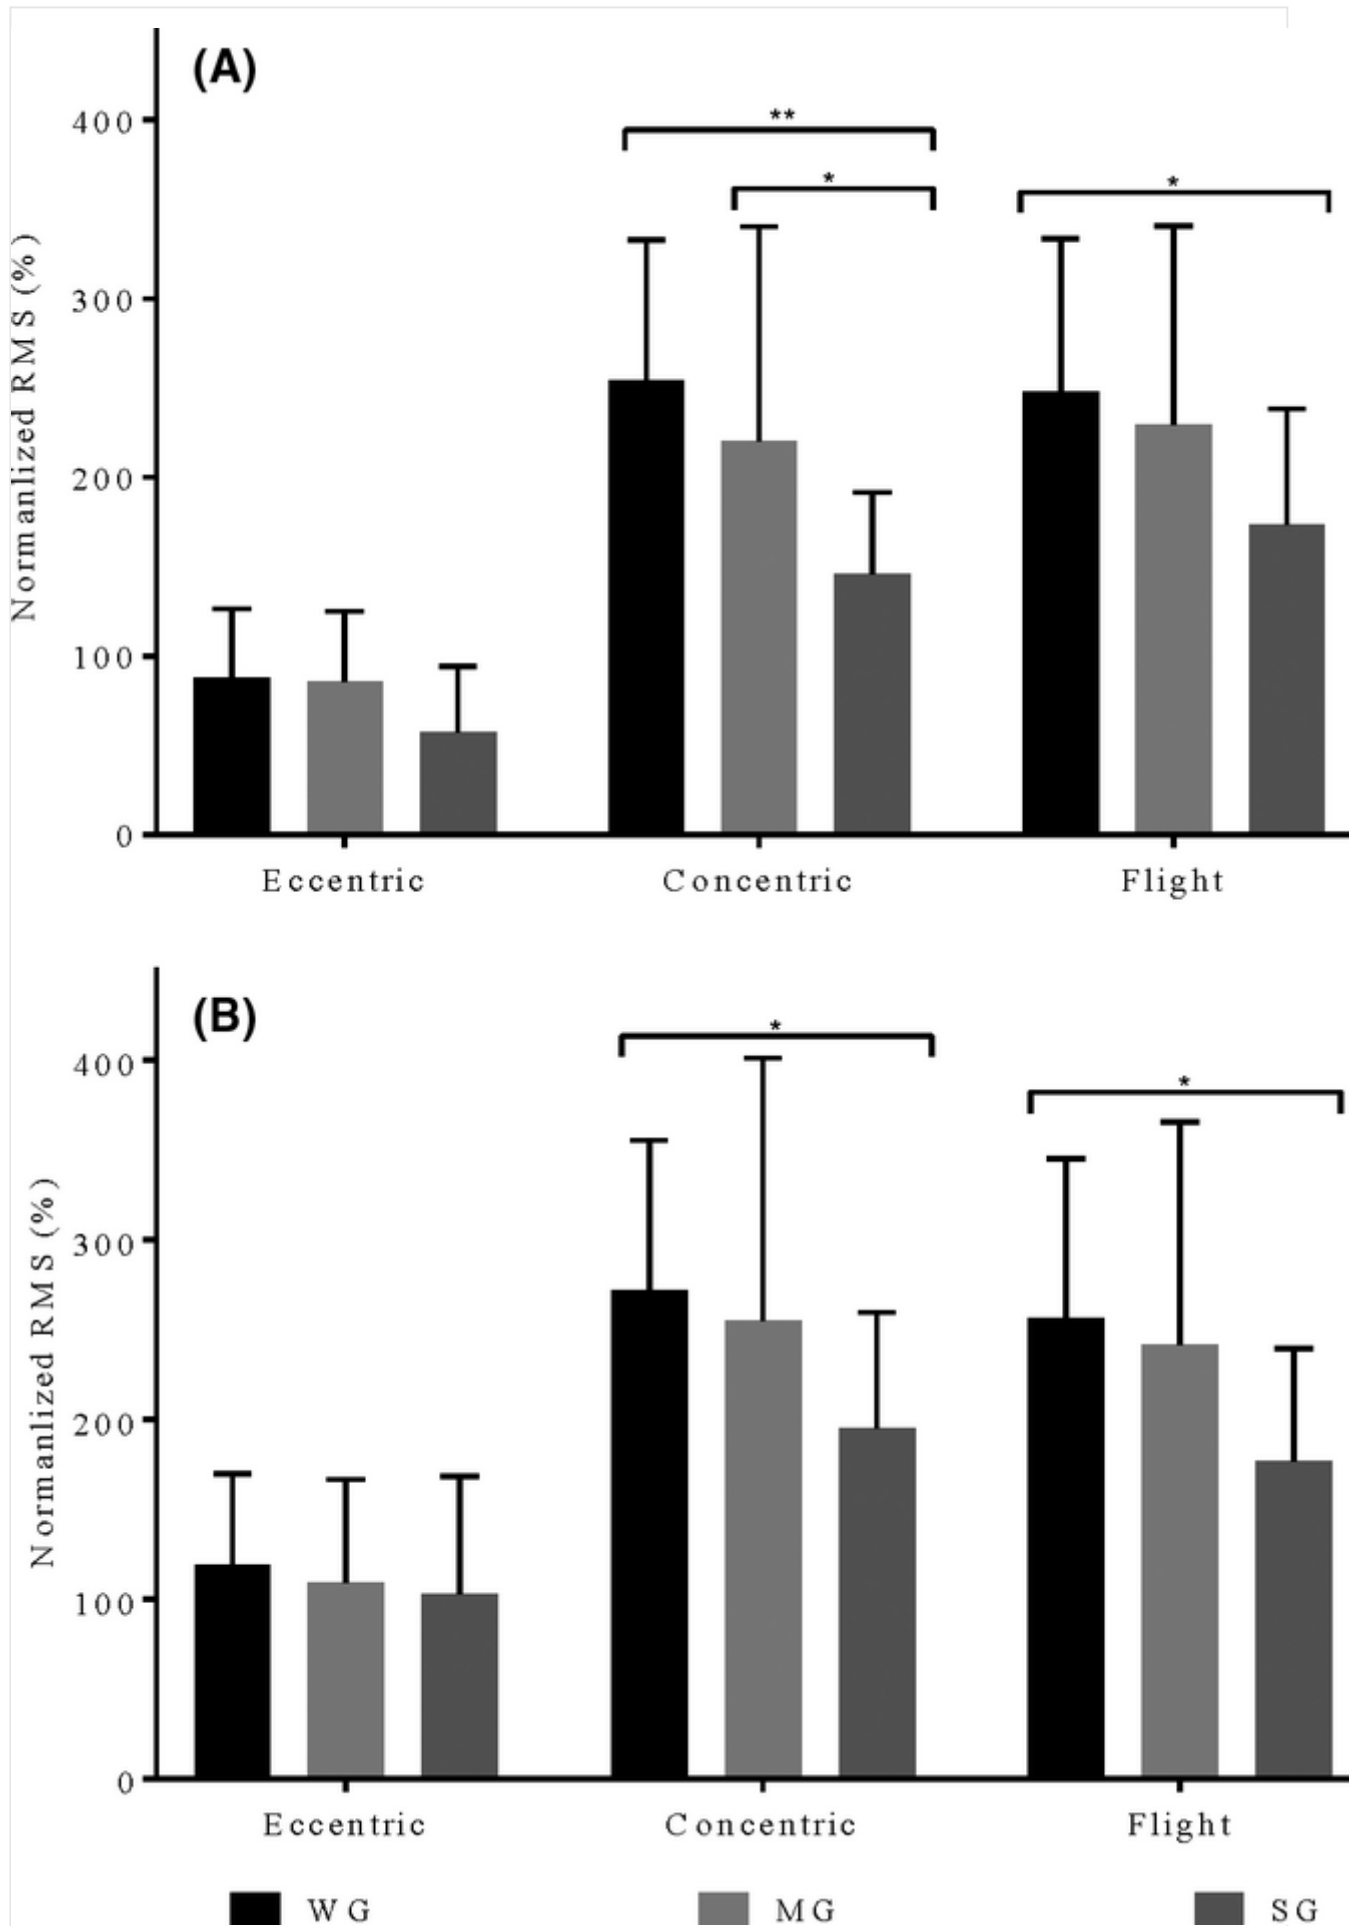 (A)
Normanlized RMS (%)
400
**
*
*
300
200
100
0
Eccentric Concentric Flight
(B)
Normanlized RMS (%)
*
400
*
300
200
100
0
Eccentric Concentric Flight
WG MG SG